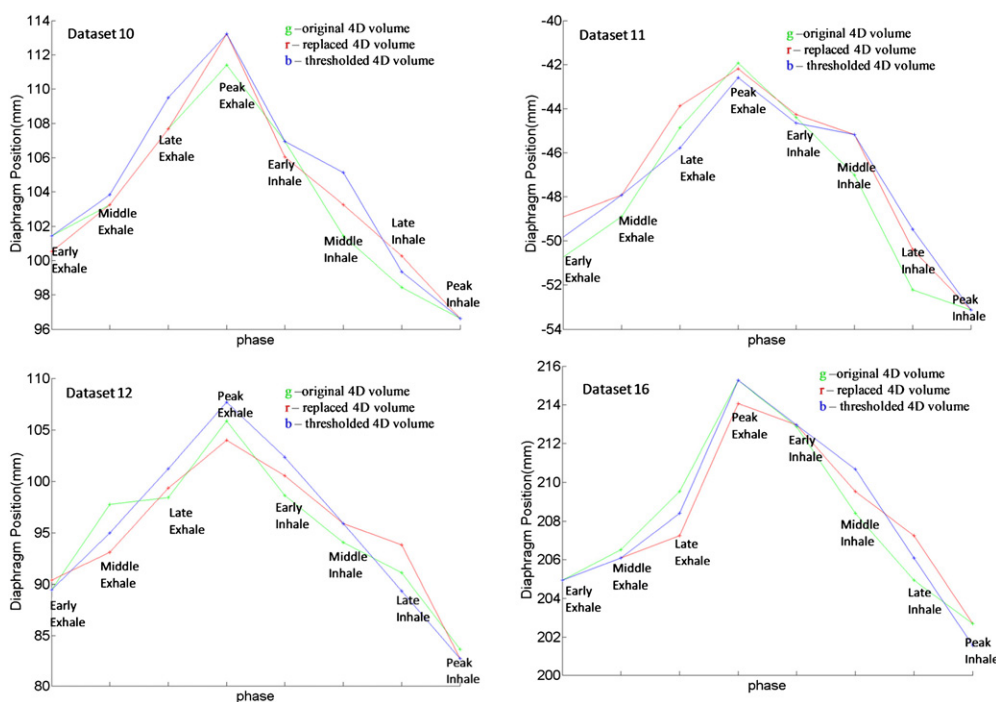 Dataset 10
g-original 4D volume
r-replaced 4D volume
b – thresholded 4D volume
Diaphragm Position(mm)
114
112
110
108
106
104
102
100
98
96
Early
Exhale
Middle
Exhale
Late
Exhale
Peak
Exhale
Early
Inhale
Middle
Inhale
Late
Inhale
Peak
Inhale
phase
Dataset 11
g-original 4D volume
r-replaced 4D volume
b – thresholded 4D volume
Diaphragm Position(mm)
-40
-42
-44
-46
-48
-50
-52
-54
Early
Exhale
Middle
Exhale
Late
Exhale
Peak
Exhale
Early
Inhale
Middle
Inhale
Late
Inhale
Peak
Inhale
phase
Dataset 12
g –original 4D volume
r –replaced 4D volume
b – thresholded 4D volume
Diaphragm Position(mm)
110
105
100
95
90
85
80
Early
Exhale
Middle
Exhale
Late
Exhale
Peak
Exhale
Early
Inhale
Middle
Inhale
Late
Inhale
Peak
Inhale
phase
Dataset 16
g –original 4D volume
r –replaced 4D volume
b – thresholded 4D volume
Diaphragm Position(mm)
216
214
212
210
208
206
204
202
200
Early
Exhale
Middle
Exhale
Late
Exhale
Peak
Exhale
Early
Inhale
Middle
Inhale
Late
Inhale
Peak
Inhale
phase